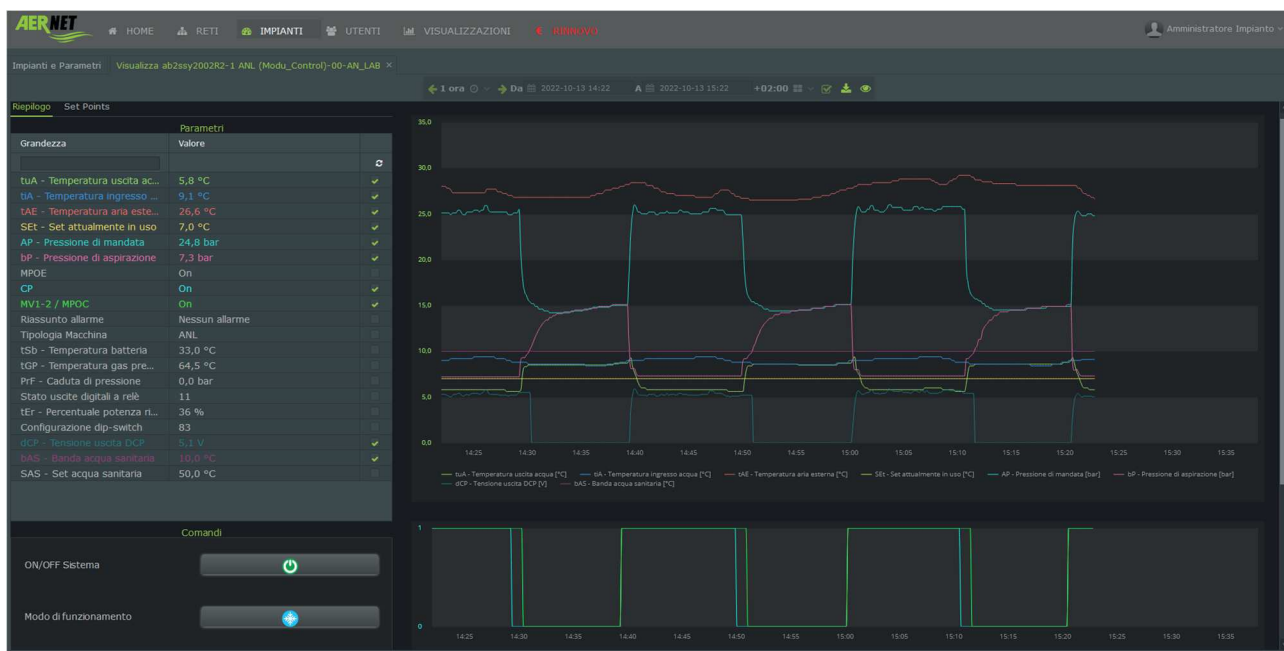 AERNET
HOME RETI IMPIANTI UTENTI VISUALIZZAZIONI € RINNOVO Amministratore Impianto
Impianti e Parametri Visualizza ab2ssy2002R2-1 ANL (Modu_Control)-00-AN_LAB ×
1 ora Da 2022-10-13 14:22 A 2022-10-13 15:22 +02:00
Riepilogo Set Points
Parametri
Grandezza Valore
tuA - Temperatura uscita ac... 5,8 °C
tiA - Temperatura ingresso ... 9,1 °C
tAE - Temperatura aria este... 26,6 °C
SEt - Set attualmente in uso 7,0 °C
AP - Pressione di mandata 24,8 bar
bP - Pressione di aspirazione 7,3 bar
MPOE On
CP On
MV1-2 / MPOC On
Riassunto allarme Nessun allarme
Tipologia Macchina ANL
tSb - Temperatura batteria 33,0 °C
tGP - Temperatura gas pre... 64,5 °C
PrF - Caduta di pressione 0,0 bar
Stato uscite digitali a relè 11
tEr - Percentuale potenza ri... 36 %
Configurazione dip-switch 83
dCP - Tensione uscita DCP 5,1 V
bAS - Banda acqua sanitaria 10,0 °C
SAS - Set acqua sanitaria 50,0 °C
Comandi
ON/OFF Sistema
Modo di funzionamento
35,0
30,0
25,0
20,0
15,0
10,0
5,0
0,0
14:25 14:30 14:35 14:40 14:45 14:50 14:55 15:00 15:05 15:10 15:15 15:20 15:25 15:30 15:35
tuA - Temperatura uscita acqua [°C] tiA - Temperatura ingresso acqua [°C] tAE - Temperatura aria esterna [°C] SEt - Set attualmente in uso [°C] AP - Pressione di mandata [bar] bP - Pressione di aspirazione [bar]
dCP - Tensione uscita DCP [V] bAS - Banda acqua sanitaria [°C]
1
0
14:25 14:30 14:35 14:40 14:45 14:50 14:55 15:00 15:05 15:10 15:15 15:20 15:25 15:30 15:35